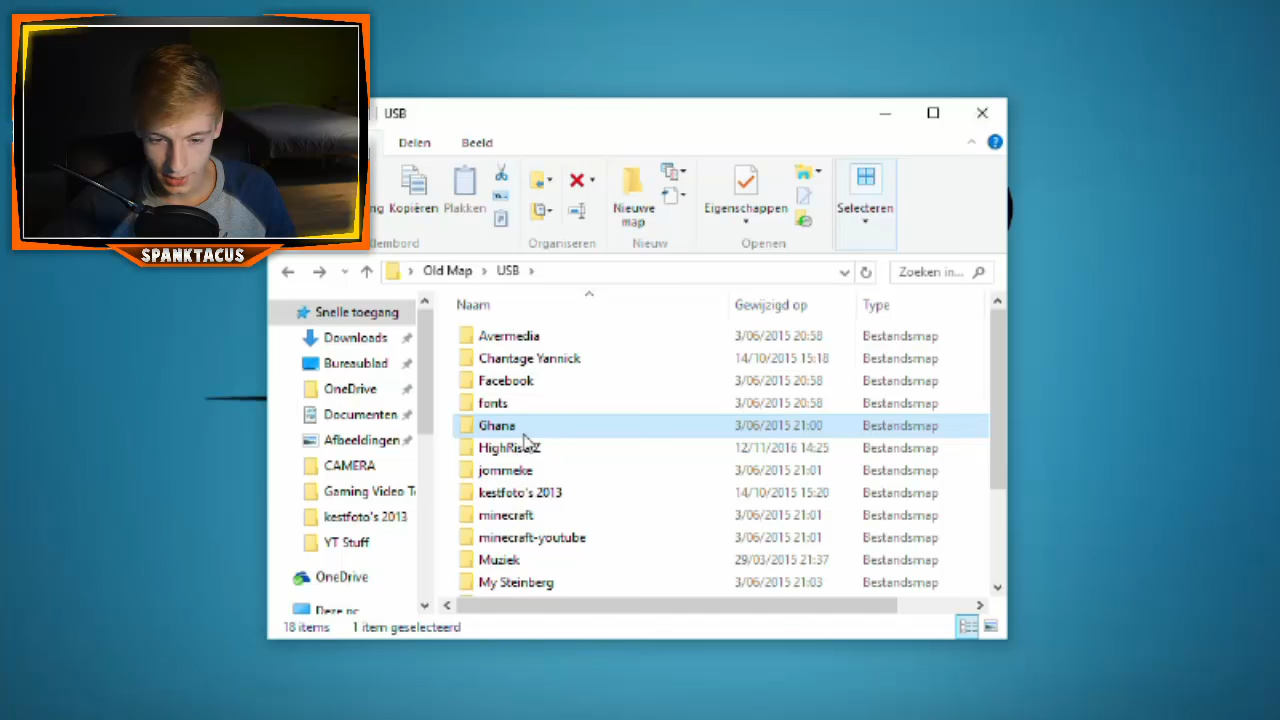 USB
Delen Beeld
Kopiëren Plakken Nieuwe map Eigenschappen Selecteren
Organiseren Nieuw Openen
Old Map USB Zoeken in...
Naam Gewijzigd op Type
Snelle toegang
Downloads
Bureaublad
OneDrive
Documenten
Afbeeldingen
CAMERA
Gaming Video T
kestfoto's 2013
YT Stuff
OneDrive
Deze pc
Avermedia 3/06/2015 20:58 Bestandsmap
Chantage Yannick 14/10/2015 15:18 Bestandsmap
Facebook 3/06/2015 20:58 Bestandsmap
fonts 3/06/2015 20:58 Bestandsmap
Ghana 3/06/2015 21:00 Bestandsmap
12/11/2016 14:25 Bestandsmap
jommeke 3/06/2015 21:01 Bestandsmap
kestfoto's 2013 14/10/2015 15:20 Bestandsmap
minecraft 3/06/2015 21:01 Bestandsmap
minecraft-youtube 3/06/2015 21:01 Bestandsmap
Muziek 29/03/2015 21:37 Bestandsmap
My Steinberg 3/06/2015 21:03 Bestandsmap
18 items 1 item geselecteerd
SPANKTACUS